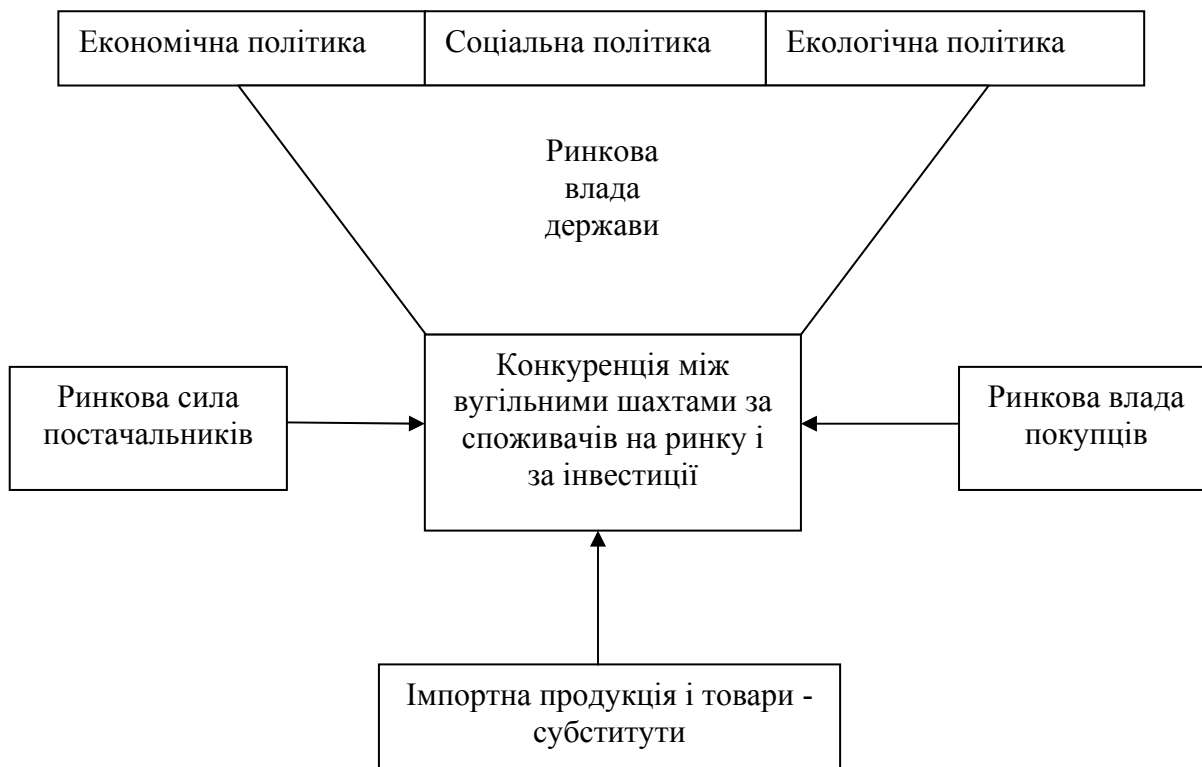 Економічна політика
Соціальна політика
Екологічна політика
Ринкова
влада
держави
Конкуренція між
вугільними шахтами за
споживачів на ринку і
за інвестиції
Ринкова сила
постачальників
Ринкова влада
покупців
Імпортна продукція і товари -
субститути